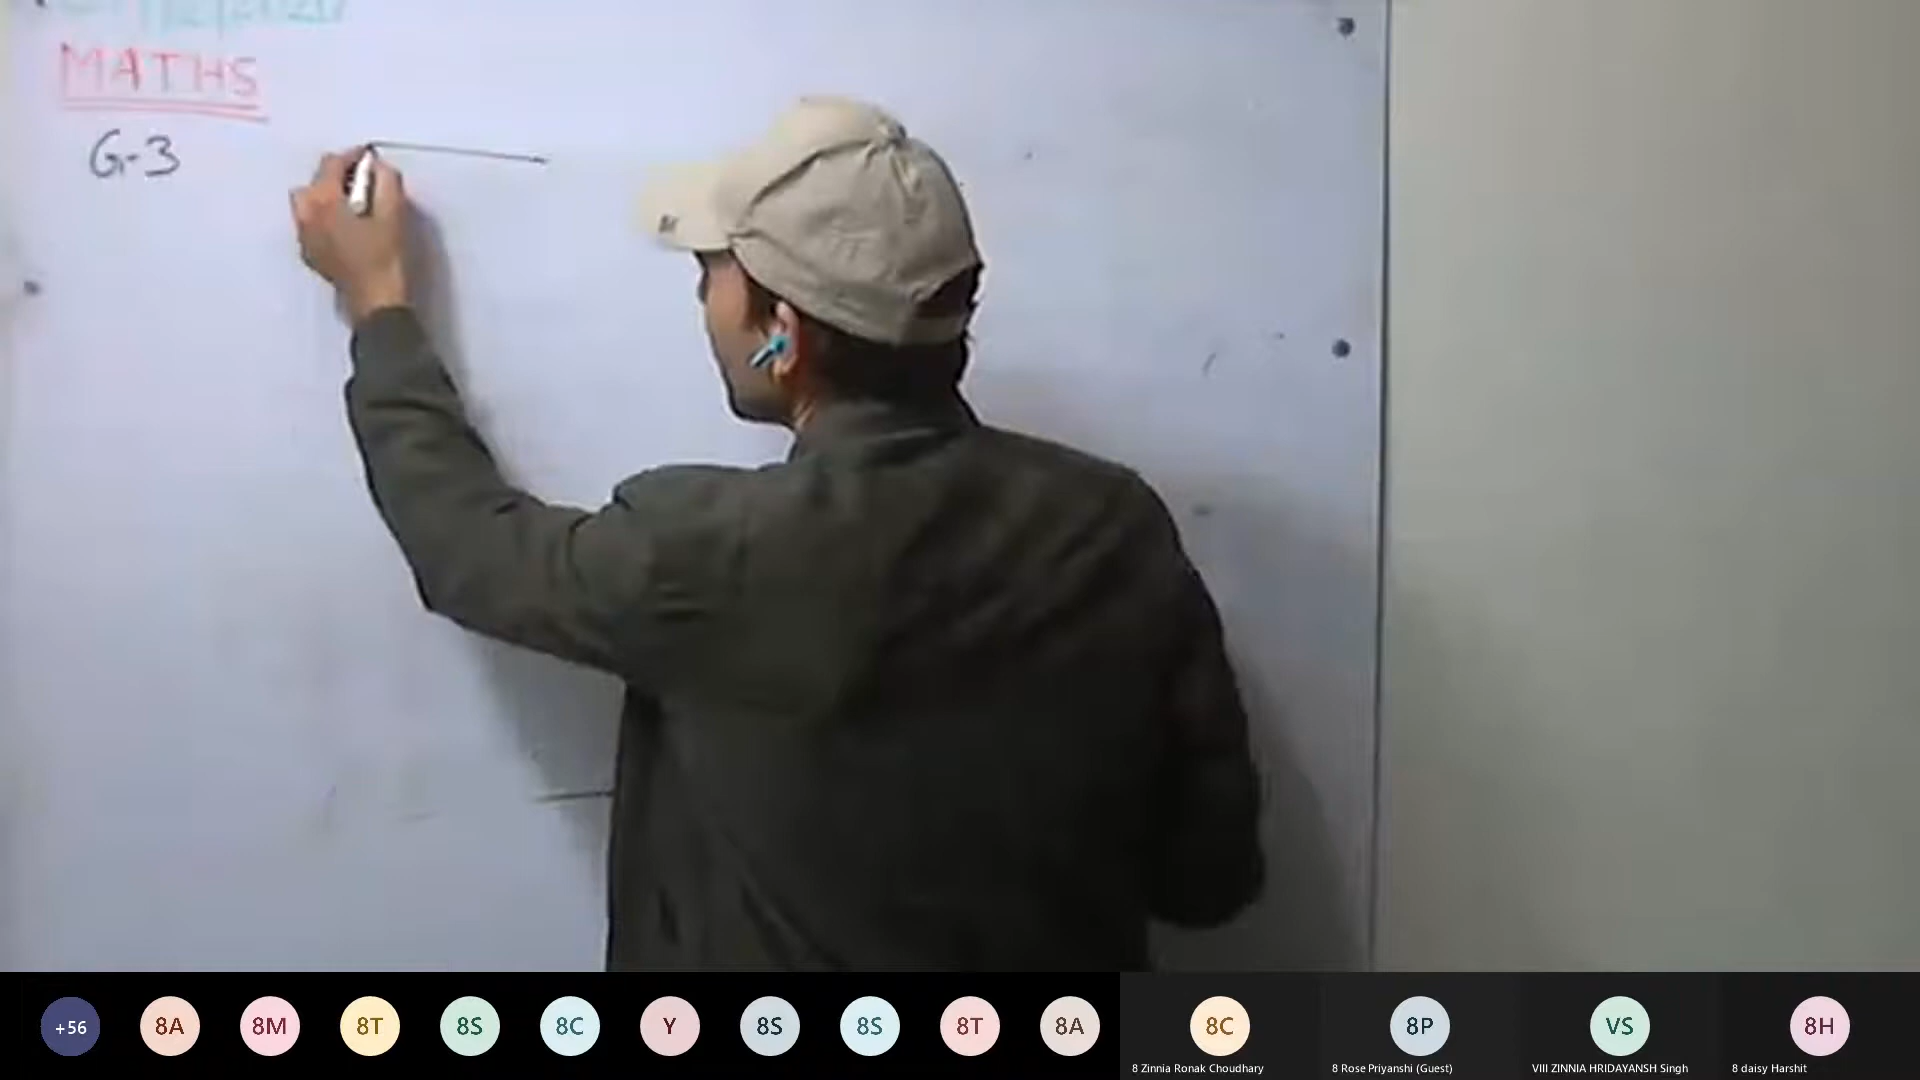 MATHS
G-3
+56 8A 8M 8T 8S 8C Y 8S 8S 8T 8A 8C 8P VS 8H
8 Zinnia Ronak Choudhary 8 Rose Priyanshi (Guest) VIII ZINNIA HRIDAYANSH Singh 8 daisy Harshit